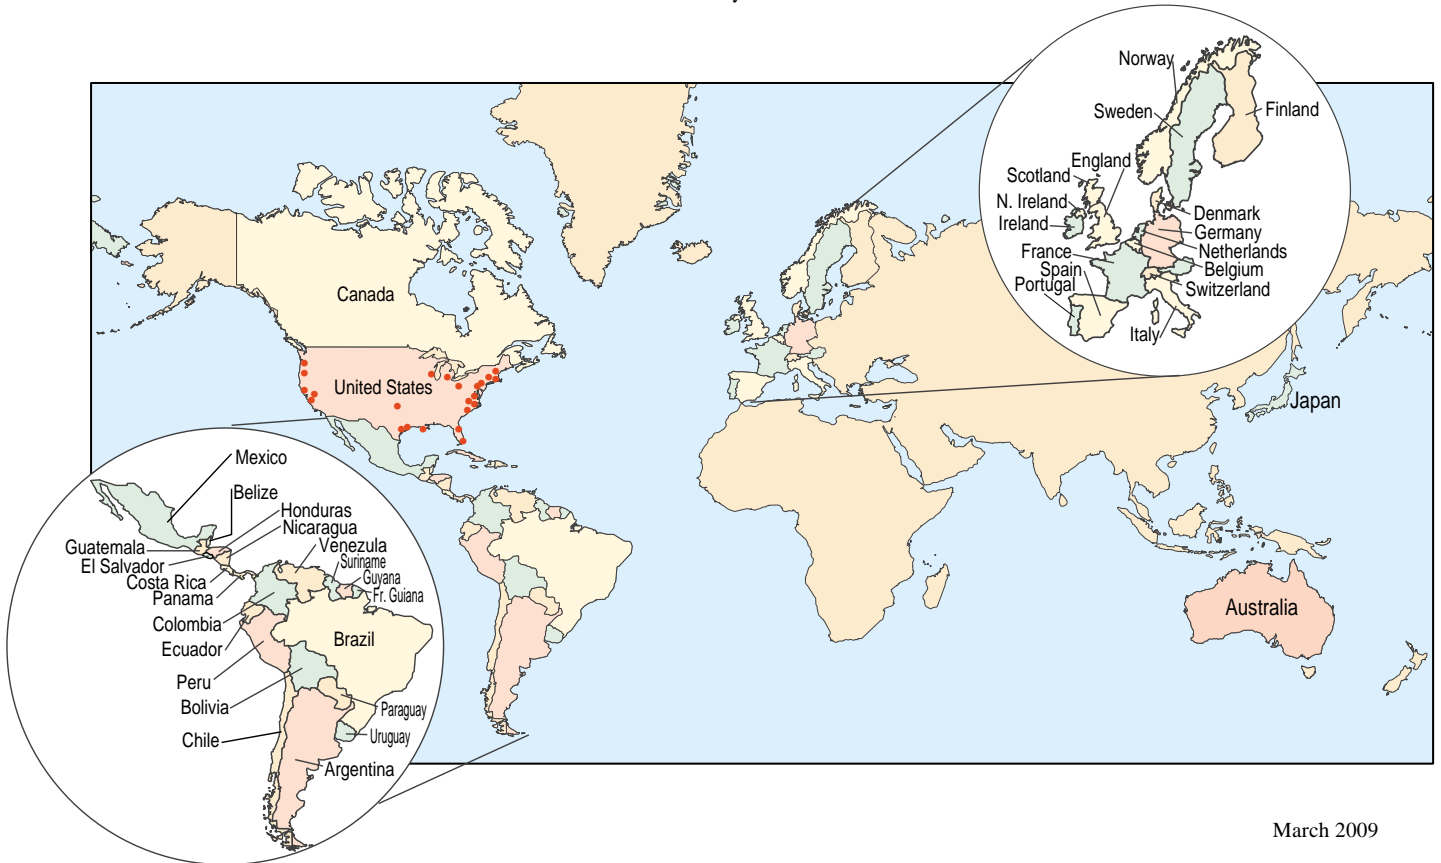 Norway
Sweden
Finland
England
Scotland
N. Ireland
Ireland
Denmark
Germany
Netherlands
France
Belgium
Spain
Switzerland
Portugal
Italy
Canada
United States
Japan
Mexico
Belize
Honduras
Nicaragua
Guatemala
Venezula
El Salvador
Suriname
Costa Rica
Guyana
Panama
Fr. Guiana
Colombia
Australia
Brazil
Ecuador
Peru
Bolivia
Paraguay
Uruguay
Chile
Argentina
March 2009